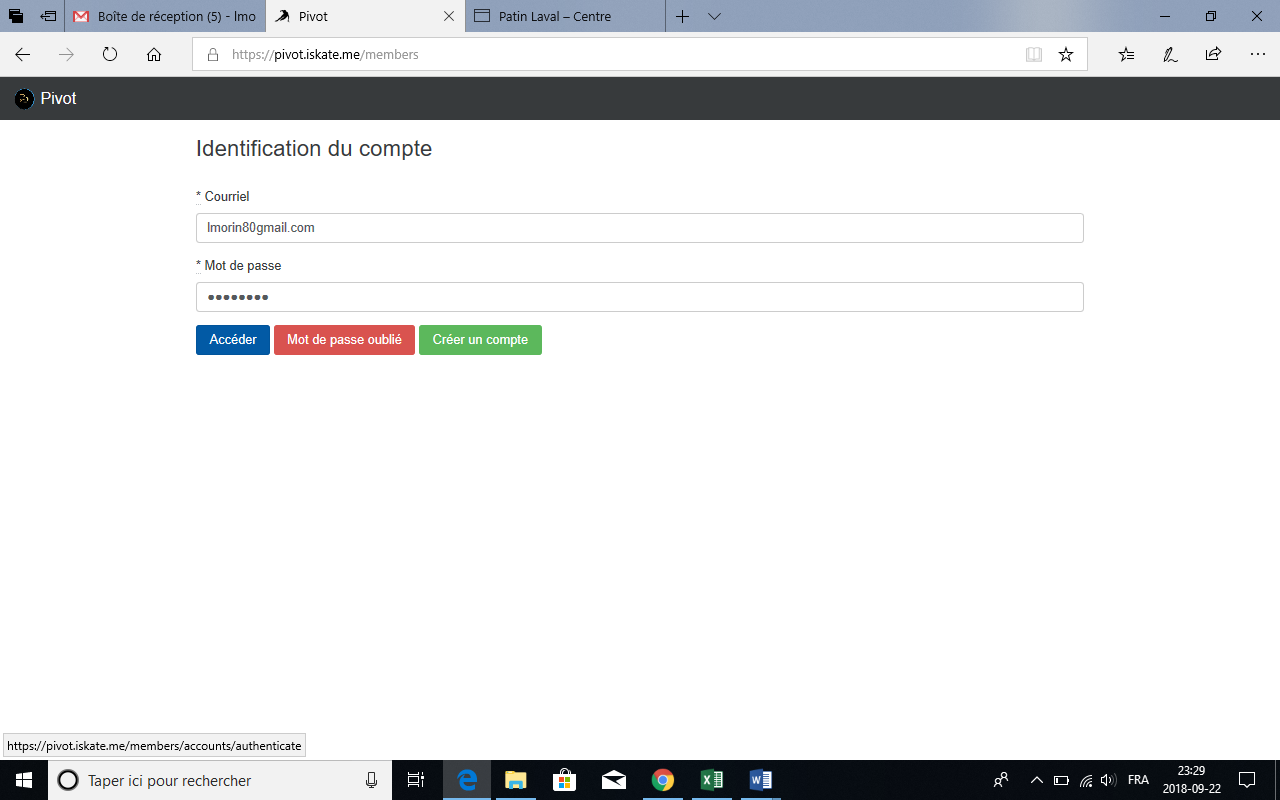 Boîte de réception (5) - lmo
Pivot
Patin Laval – Centre
https://pivot.iskate.me/members
Pivot
Identification du compte
* Courriel
lmorin80gmail.com
* Mot de passe
••••••••
Accéder
Mot de passe oublié
Créer un compte
https://pivot.iskate.me/members/accounts/authenticate
Taper ici pour rechercher
FRA
23:29
2018-09-22